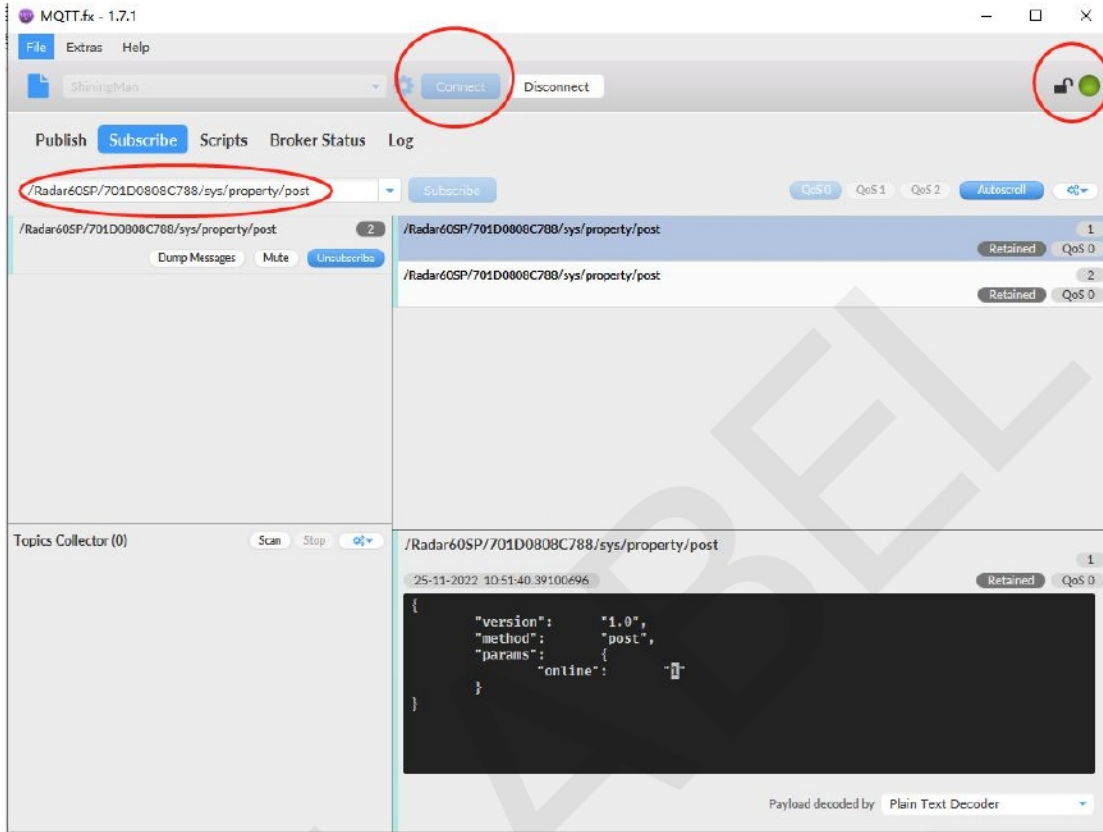 MQTT.fx - 1.7.1
File Extras Help
ShiningMan Connect Disconnect
Publish Subscribe Scripts Broker Status Log
/Radar60SP/701D0808C788/sys/property/post Subscribe QoS 0 QoS 1 QoS 2 Autoscroll
/Radar60SP/701D0808C788/sys/property/post 2
Dump Messages Mute Unsubscribe
/Radar60SP/701D0808C788/sys/property/post 1
Retained QoS 0
/Radar60SP/701D0808C788/sys/property/post 2
Retained QoS 0
Topics Collector (0) Scan Stop
/Radar60SP/701D0808C788/sys/property/post
1
25-11-2022 10:51:40.39100696 Retained QoS 0
{
"version": "1.0",
"method": "post",
"params": {
"online": "1"
}
}
Payload decoded by Plain Text Decoder
ABEL